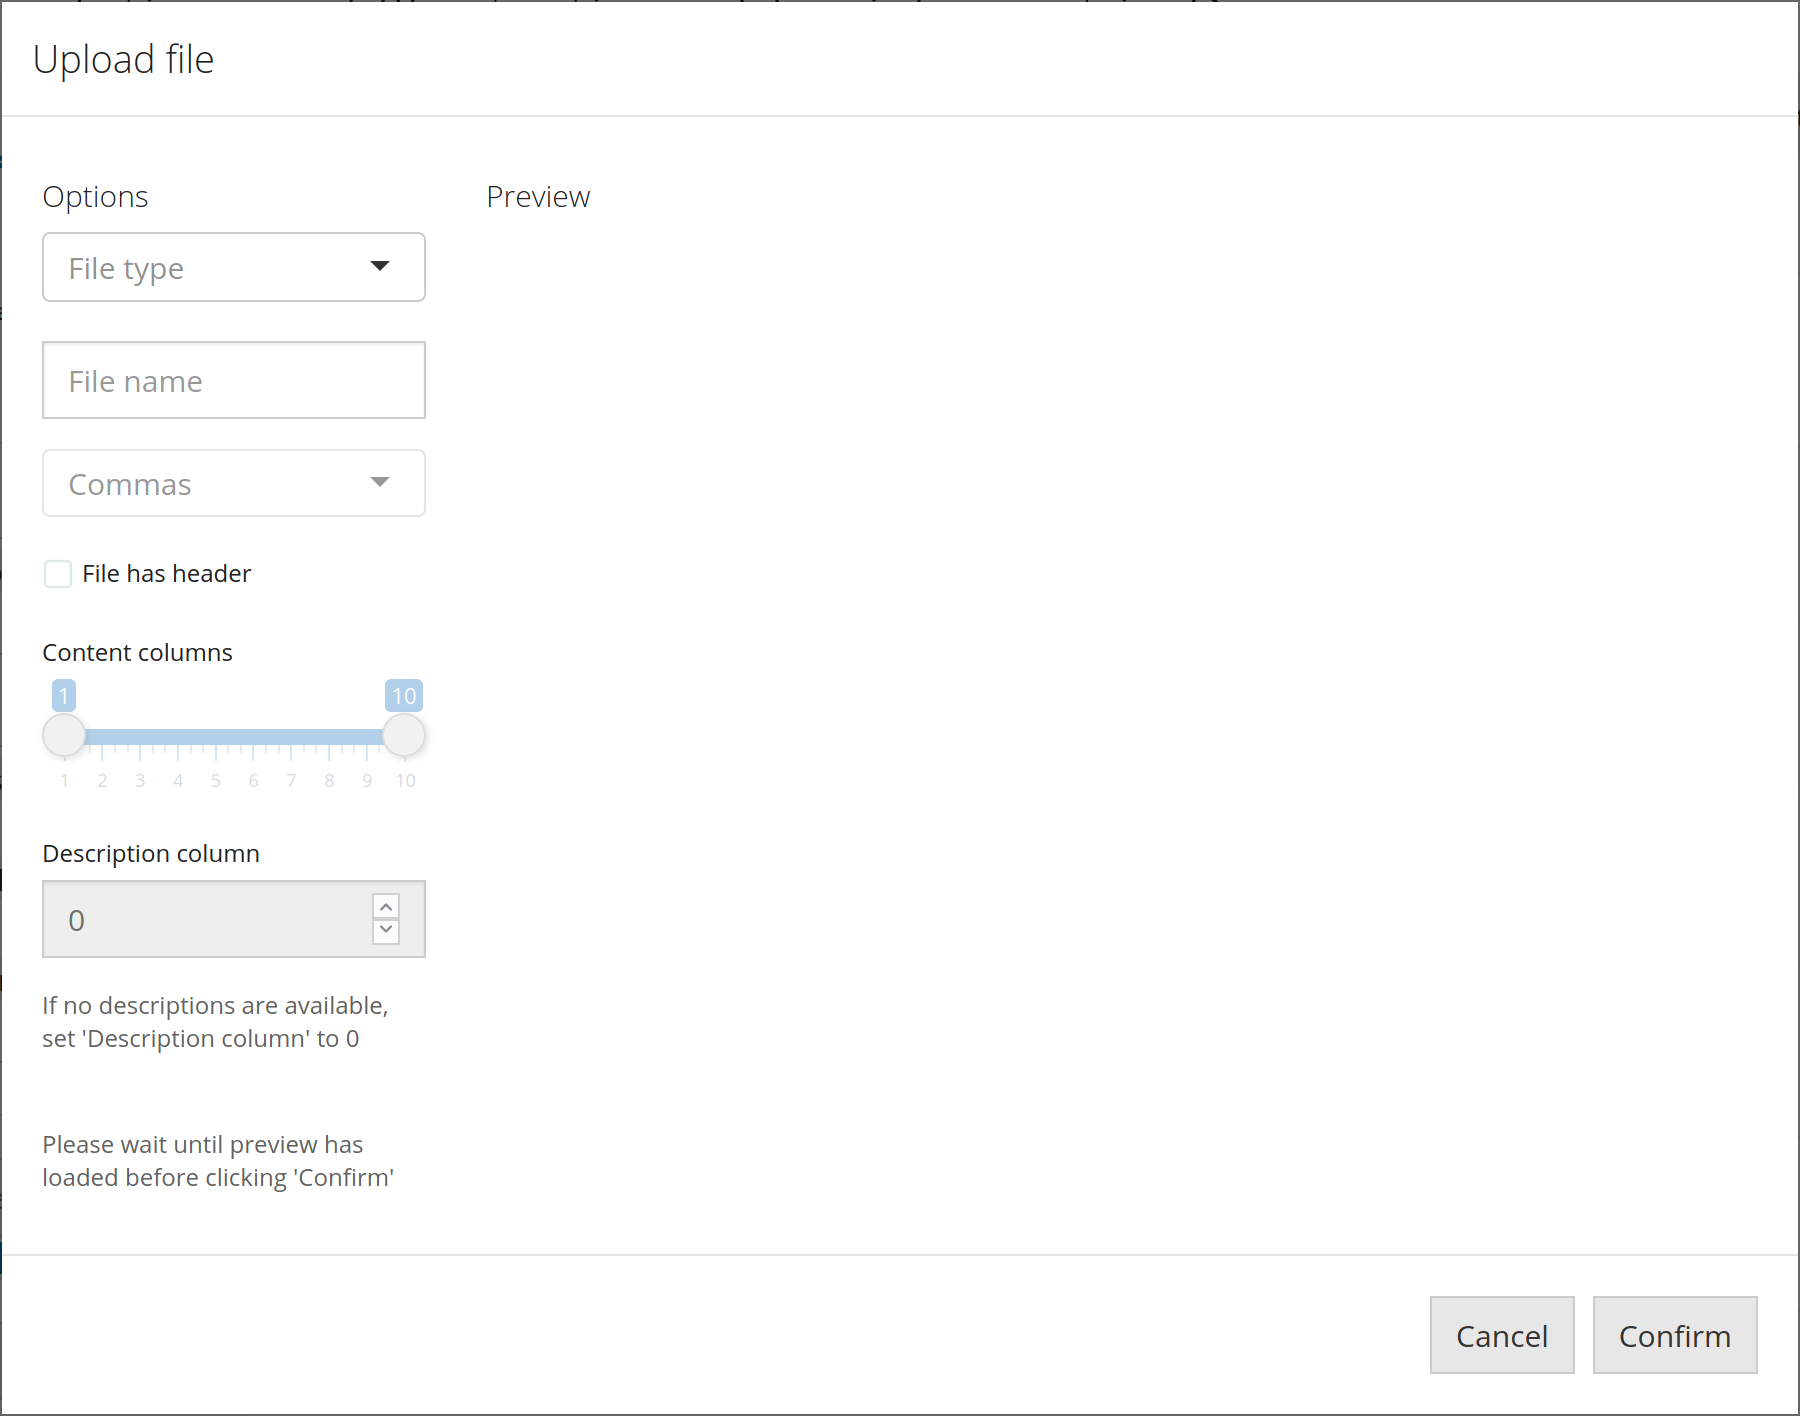 Upload file
Options
Preview
File type
File name
Commas
File has header
Content columns
1 10
1 2 3 4 5 6 7 8 9 10
Description column
0
If no descriptions are available,
set 'Description column' to 0
Please wait until preview has
loaded before clicking 'Confirm'
Cancel
Confirm